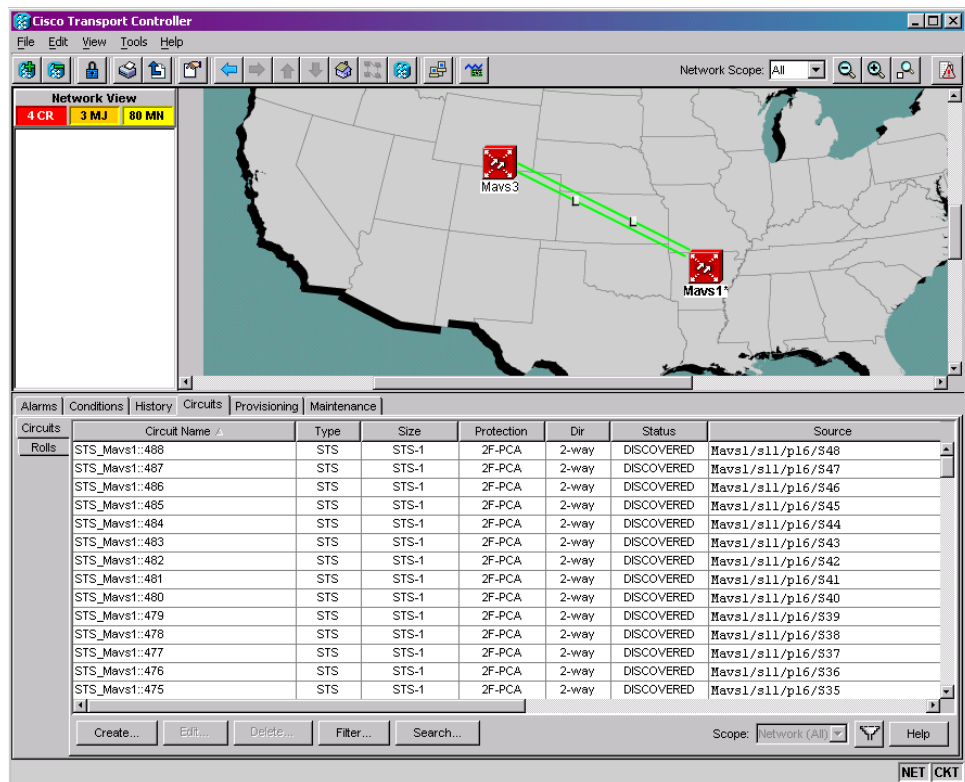 Cisco Transport Controller
File Edit View Tools Help
Network Scope: All
Network View
4 CR 3 MJ 80 MN
Mavs3
L
L
Mavs1*
Alarms Conditions History Circuits Provisioning Maintenance
Circuits
Rolls
Circuit Name Type Size Protection Dir Status Source
STS_Mavs1::488 STS STS-1 2F-PCA 2-way DISCOVERED Mavs1/s11/p16/S48
STS_Mavs1::487 STS STS-1 2F-PCA 2-way DISCOVERED Mavs1/s11/p16/S47
STS_Mavs1::486 STS STS-1 2F-PCA 2-way DISCOVERED Mavs1/s11/p16/S46
STS_Mavs1::485 STS STS-1 2F-PCA 2-way DISCOVERED Mavs1/s11/p16/S45
STS_Mavs1::484 STS STS-1 2F-PCA 2-way DISCOVERED Mavs1/s11/p16/S44
STS_Mavs1::483 STS STS-1 2F-PCA 2-way DISCOVERED Mavs1/s11/p16/S43
STS_Mavs1::482 STS STS-1 2F-PCA 2-way DISCOVERED Mavs1/s11/p16/S42
STS_Mavs1::481 STS STS-1 2F-PCA 2-way DISCOVERED Mavs1/s11/p16/S41
STS_Mavs1::480 STS STS-1 2F-PCA 2-way DISCOVERED Mavs1/s11/p16/S40
STS_Mavs1::479 STS STS-1 2F-PCA 2-way DISCOVERED Mavs1/s11/p16/S39
STS_Mavs1::478 STS STS-1 2F-PCA 2-way DISCOVERED Mavs1/s11/p16/S38
STS_Mavs1::477 STS STS-1 2F-PCA 2-way DISCOVERED Mavs1/s11/p16/S37
STS_Mavs1::476 STS STS-1 2F-PCA 2-way DISCOVERED Mavs1/s11/p16/S36
STS_Mavs1::475 STS STS-1 2F-PCA 2-way DISCOVERED Mavs1/s11/p16/S35
Create... Edit... Delete... Filter... Search... Scope: Network (All) Help
NET CKT